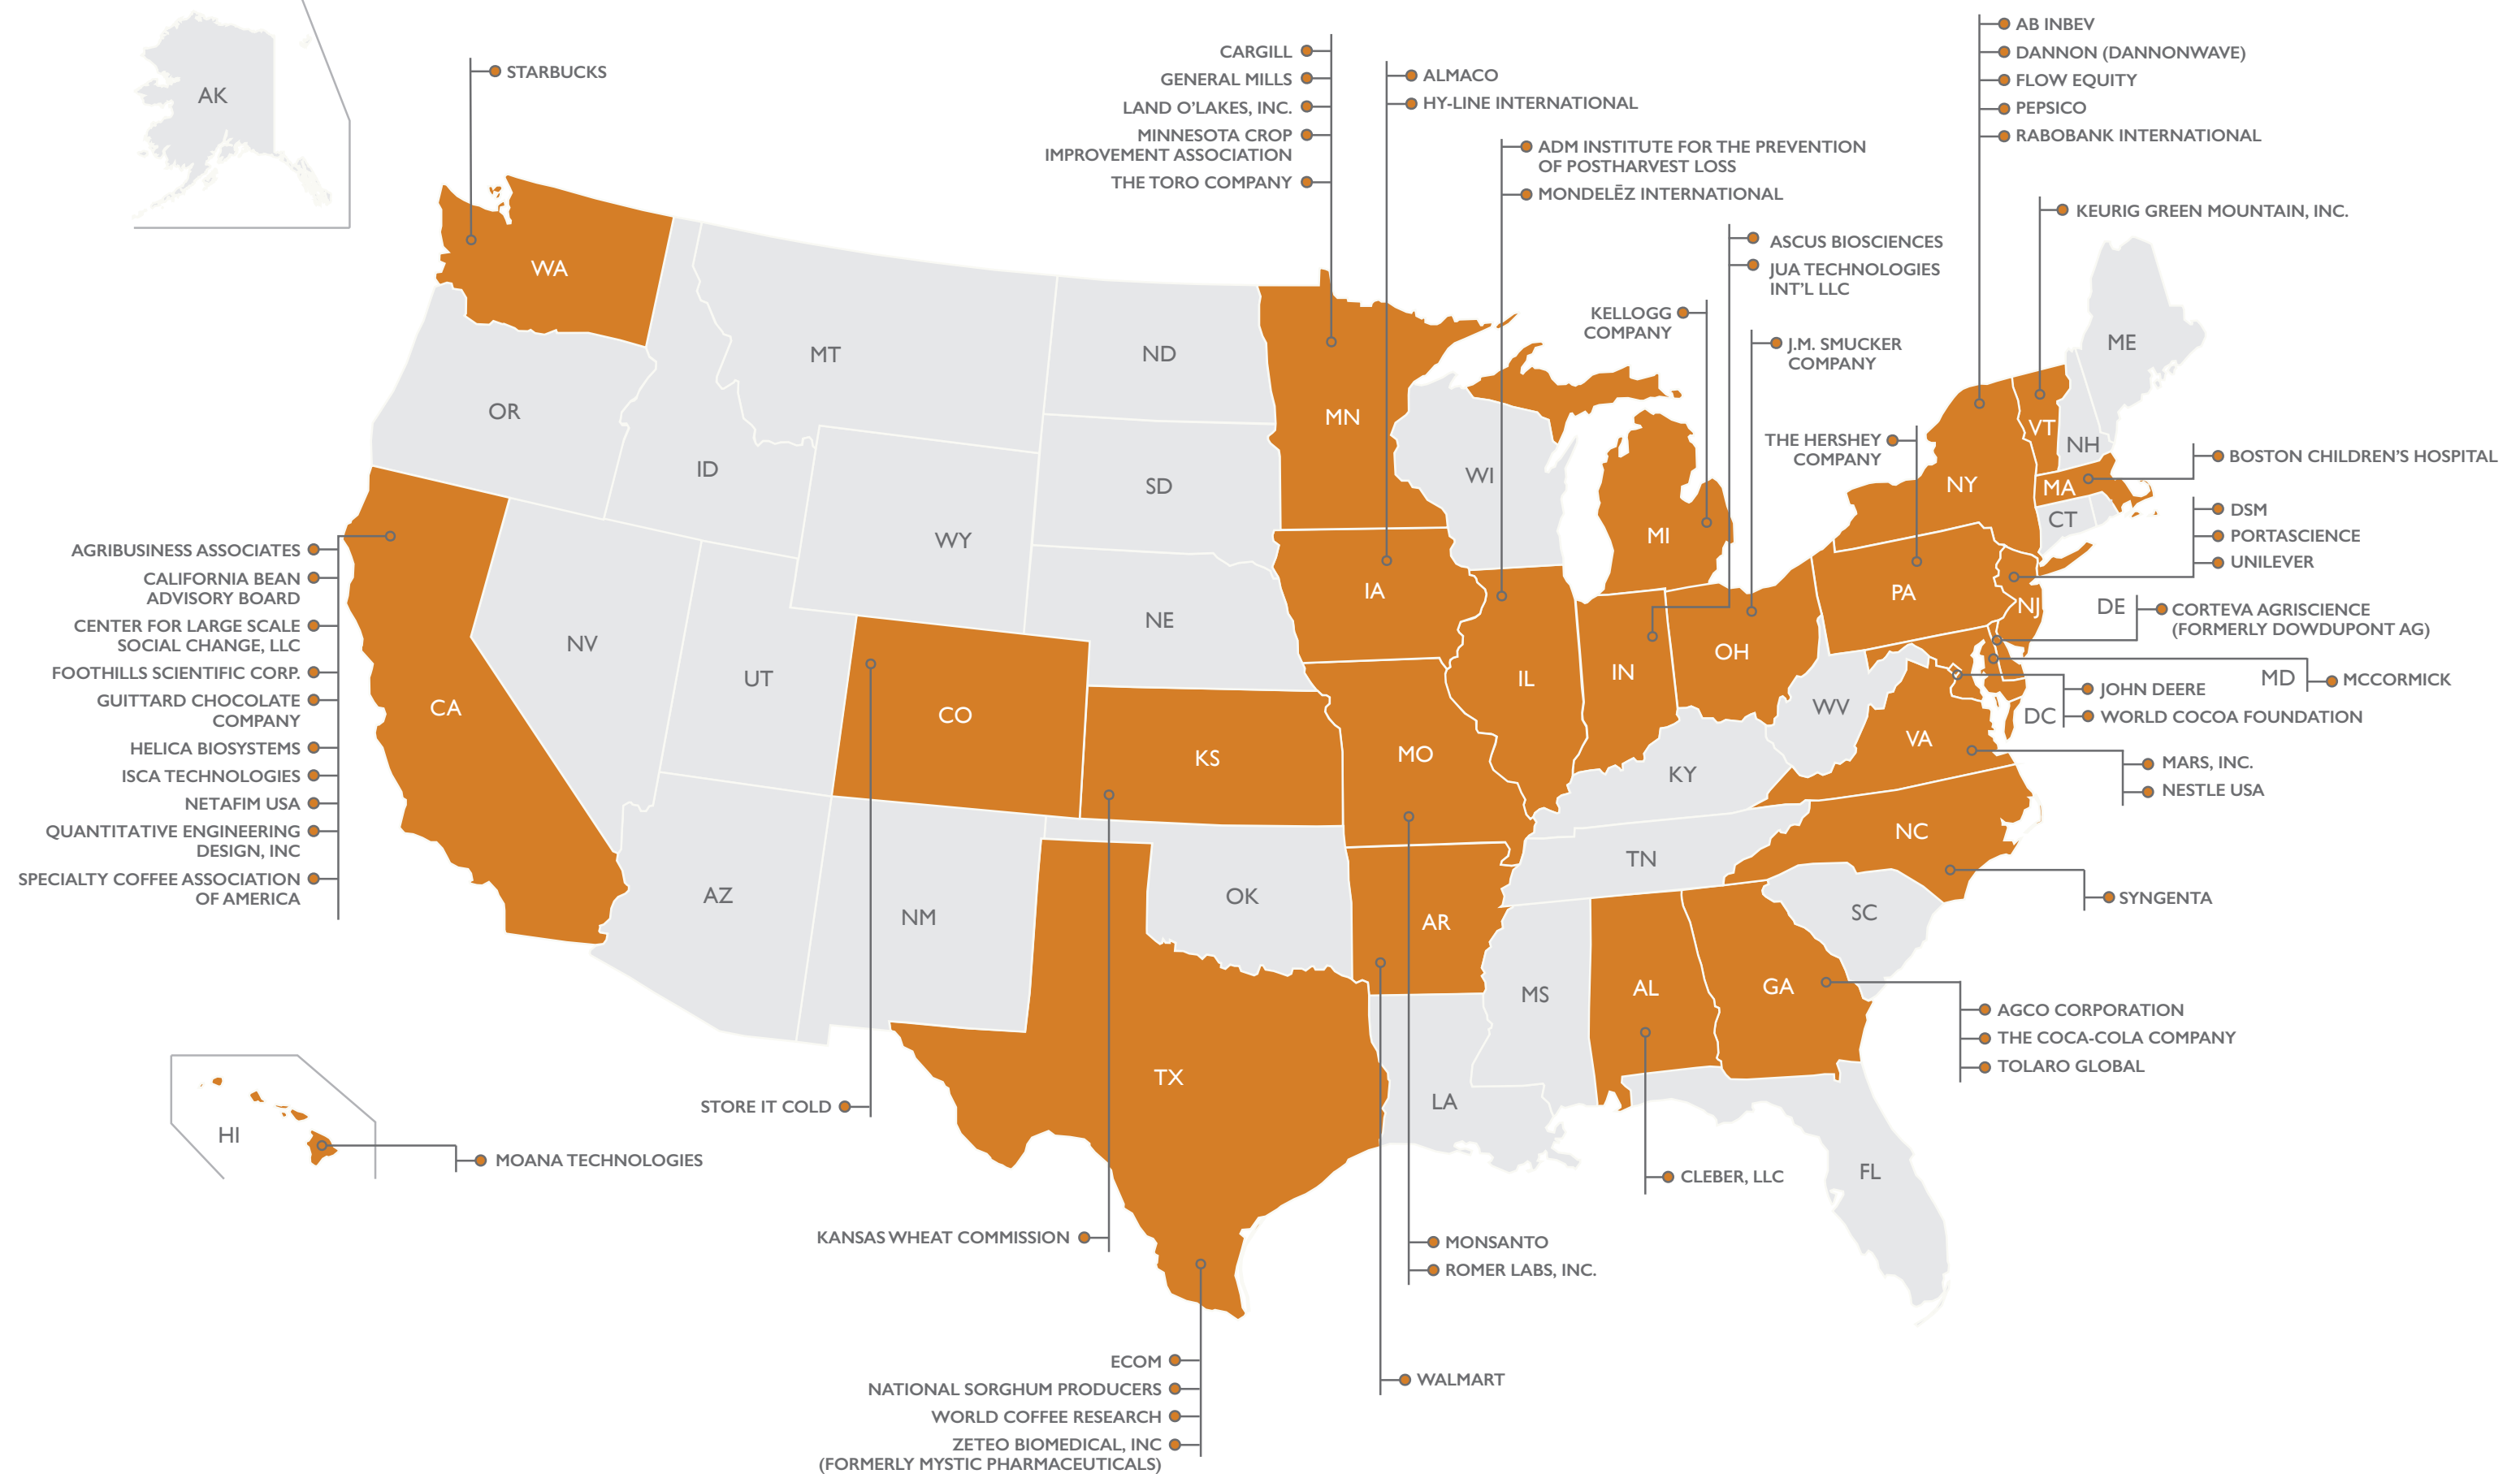 AK
STARBUCKS
CARGILL
GENERAL MILLS
LAND O'LAKES, INC.
MINNESOTA CROP
IMPROVEMENT ASSOCIATION
THE TORO COMPANY
ALMACO
HY-LINE INTERNATIONAL
ADM INSTITUTE FOR THE PREVENTION
OF POSTHARVEST LOSS
MONDELĒZ INTERNATIONAL
ASCUS BIOSCIENCES
JUA TECHNOLOGIES
INT'L LLC
KELLOGG
COMPANY
J.M. SMUCKER
COMPANY
AB INBEV
DANNON (DANNONWAVE)
FLOW EQUITY
PEPSICO
RABOBANK INTERNATIONAL
KEURIG GREEN MOUNTAIN, INC.
THE HERSHEY
COMPANY
BOSTON CHILDREN'S HOSPITAL
DSM
PORTASCIENCE
UNILEVER
DE
CORTEVA AGRISCIENCE
(FORMERLY DOWDUPONT AG)
MD
MCCORMICK
DC
JOHN DEERE
WORLD COCOA FOUNDATION
MARS, INC.
NESTLE USA
SYNGENTA
AGCO CORPORATION
THE COCA-COLA COMPANY
TOLARO GLOBAL
CLEBER, LLC
MONSANTO
ROMER LABS, INC.
WALMART
ECOM
NATIONAL SORGHUM PRODUCERS
WORLD COFFEE RESEARCH
ZETEO BIOMEDICAL, INC
(FORMERLY MYSTIC PHARMACEUTICALS)
KANSAS WHEAT COMMISSION
STORE IT COLD
HI
MOANA TECHNOLOGIES
AGRIBUSINESS ASSOCIATES
CALIFORNIA BEAN
ADVISORY BOARD
CENTER FOR LARGE SCALE
SOCIAL CHANGE, LLC
FOOTHILLS SCIENTIFIC CORP.
GUITTARD CHOCOLATE
COMPANY
HELICA BIOSYSTEMS
ISCA TECHNOLOGIES
NETAFIM USA
QUANTITATIVE ENGINEERING
DESIGN, INC
SPECIALTY COFFEE ASSOCIATION
OF AMERICA
WA
OR
ID
MT
ND
SD
MN
WI
MI
WY
NE
IA
NV
UT
CO
CA
KS
MO
IL
IN
OH
PA
NY
VT
NH
ME
MA
CT
NJ
WV
VA
KY
NC
TN
SC
AZ
NM
OK
AR
TX
LA
MS
AL
GA
FL